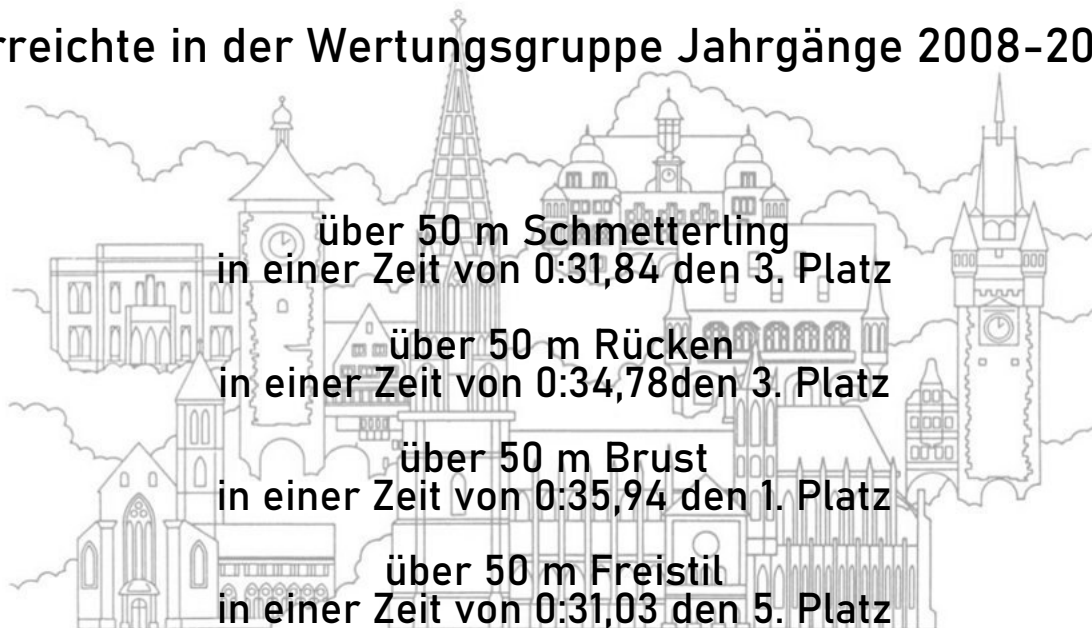 rreichte in der Wertungsgruppe Jahrgänge 2008-20
über 50 m Schmetterling
in einer Zeit von 0:31,84 den 3. Platz
über 50 m Rücken
in einer Zeit von 0:34,78den 3. Platz
über 50 m Brust
in einer Zeit von 0:35,94 den 1. Platz
über 50 m Freistil
in einer Zeit von 0:31,03 den 5. Platz